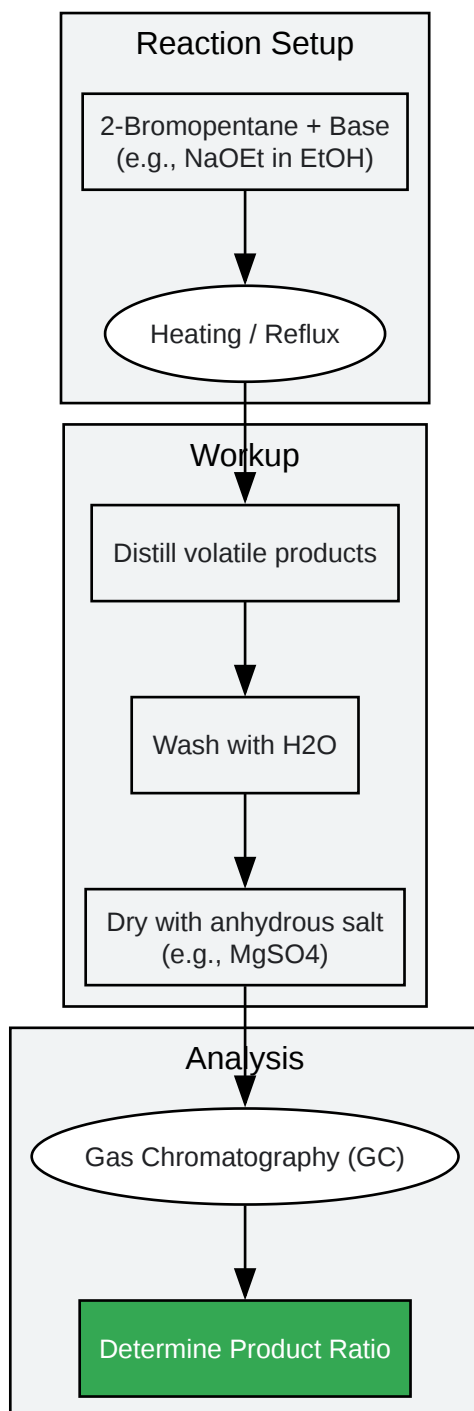 Reaction Setup
2-Bromopentane + Base
(e.g., NaOEt in EtOH)
Heating / Reflux
Workup
Distill volatile products
Wash with H2O
Dry with anhydrous salt
(e.g., MgSO4)
Analysis
Gas Chromatography (GC)
Determine Product Ratio